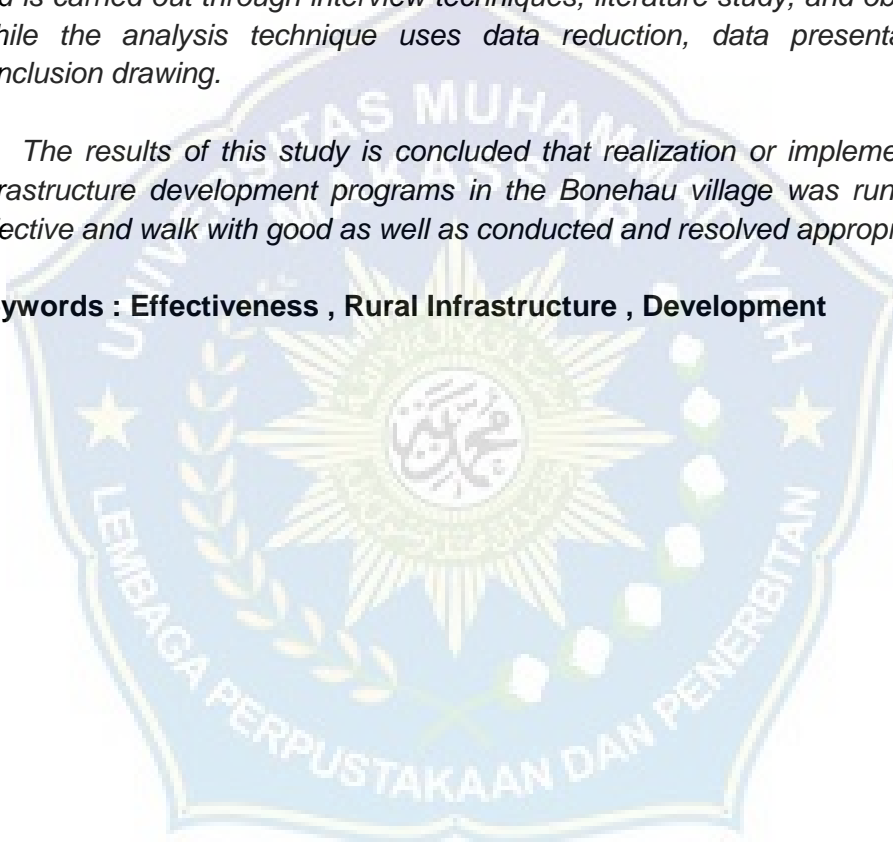 d is carried out through interview techniques, literature study, and ob
hile the analysis technique uses data reduction, data presenta
nclusion drawing.
The results of this study is concluded that realization or impleme
rastructure development programs in the Bonehau village was run
ective and walk with good as well as conducted and resolved appropr
ywords : Effectiveness , Rural Infrastructure , Development
UNIVERSITAS MUHAMMADIYAH
MAKASSAR
LEMBAGA PERPUSTAKAAN DAN PENERBITAN